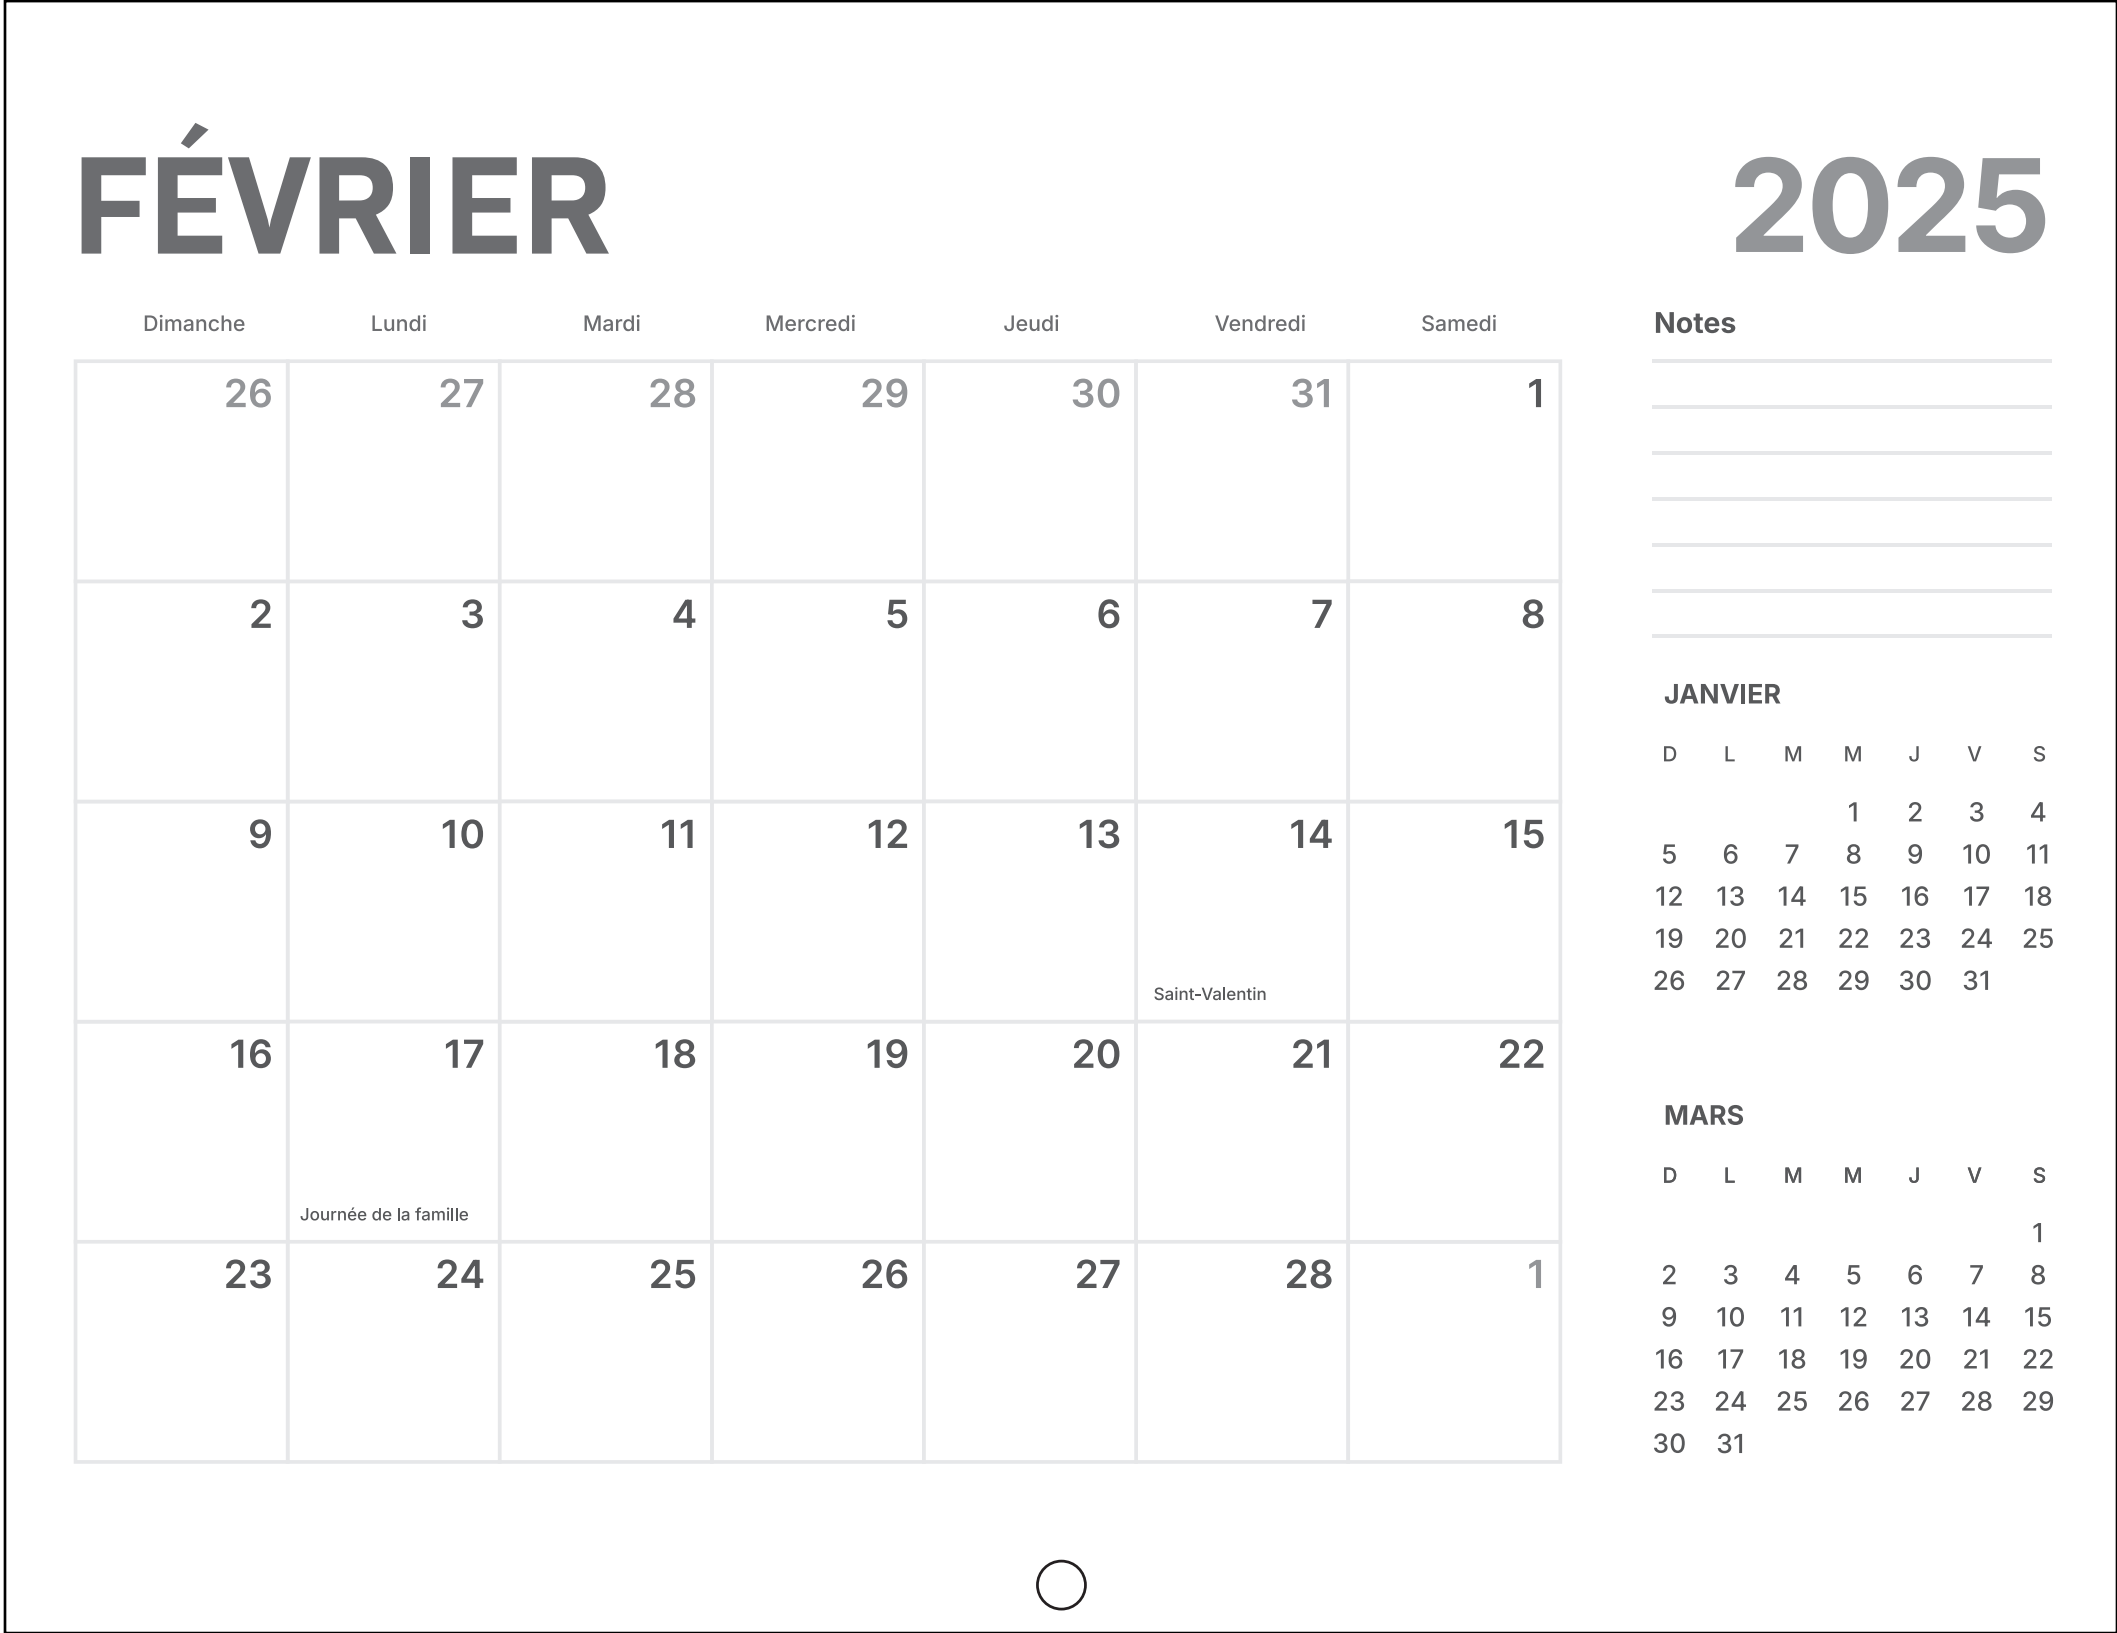 FÉVRIER 2025
Dimanche Lundi Mardi Mercredi Jeudi Vendredi Samedi
26 27 28 29 30 31 1
2 3 4 5 6 7 8
9 10 11 12 13 14 15
Saint-Valentin
16 17 18 19 20 21 22
Journée de la famille
23 24 25 26 27 28 1
Notes
JANVIER
D L M M J V S
1 2 3 4
5 6 7 8 9 10 11
12 13 14 15 16 17 18
19 20 21 22 23 24 25
26 27 28 29 30 31
MARS
D L M M J V S
1
2 3 4 5 6 7 8
9 10 11 12 13 14 15
16 17 18 19 20 21 22
23 24 25 26 27 28 29
30 31